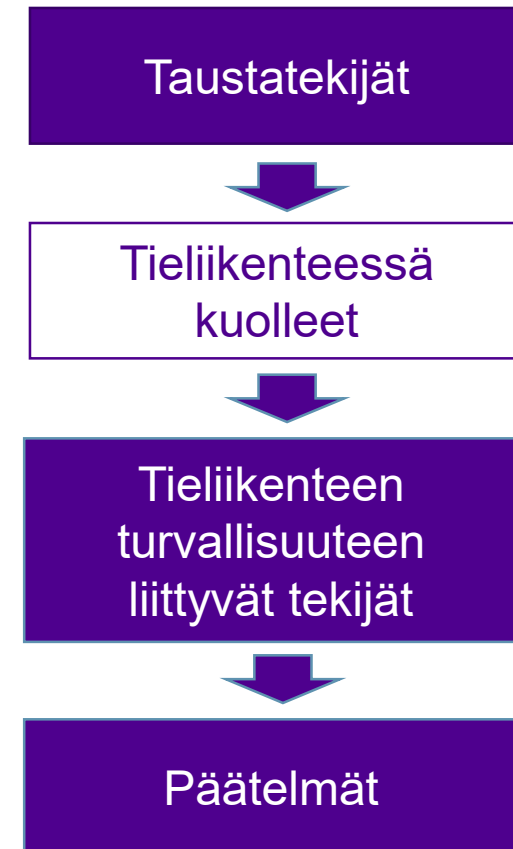 Taustatekijät
Tieliikenteessä
kuolleet
Tieliikenteen
turvallisuuteen
liittyvät tekijät
Päätelmät